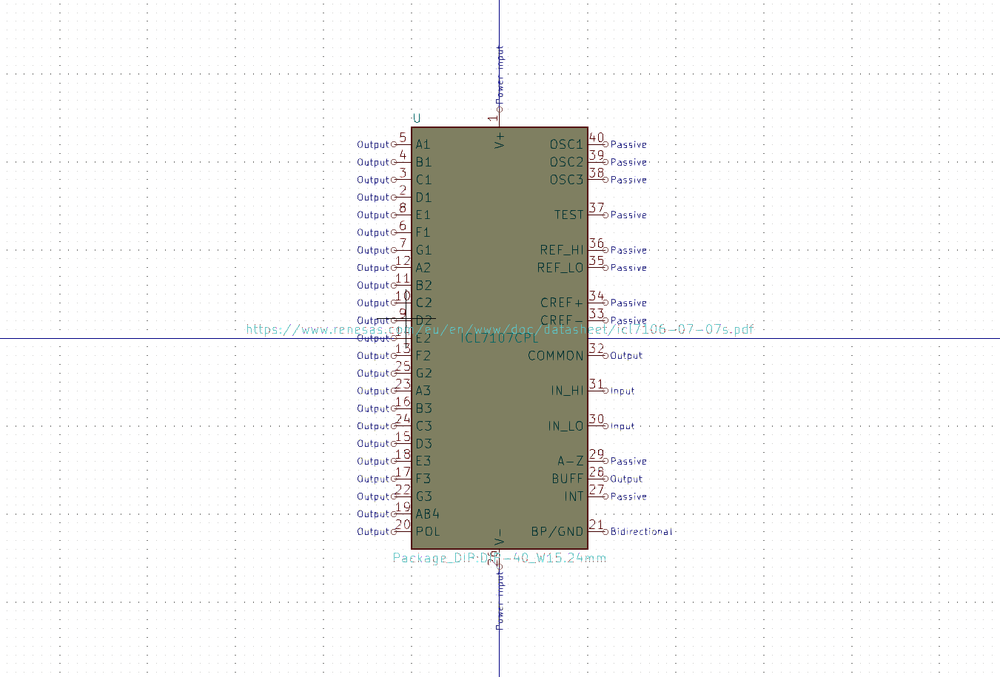 Power input
1
U
V+
Output 5 A1 OSC1 40 Passive
Output 4 B1 OSC2 39 Passive
Output 3 C1 OSC3 38 Passive
Output 2 D1
Output 8 E1 TEST 37 Passive
Output 6 F1
Output 7 G1 REF_HI 36 Passive
Output 12 A2 REF_LO 35 Passive
Output 11 B2
Output 10 C2 CREF+ 34 Passive
Output 9 D2 CREF- 33 Passive
https://www.renesas.com/eu/en/www/doc/datasheet/icl7106-07-07s.pdf
Output E2 ICL7107CPL
Output 13 F2 COMMON 32 Output
Output 25 G2
Output 23 A3 IN_HI 31 Input
Output 16 B3
Output 24 C3 IN_LO 30 Input
Output 15 D3
Output 18 E3 A-Z 29 Passive
Output 17 F3 BUFF 28 Output
Output 22 G3 INT 27 Passive
Output 19 AB4
Output 20 POL BP/GND 21 Bidirectional
V-
Package_DIP:DIP-40_W15.24mm
26
Power input